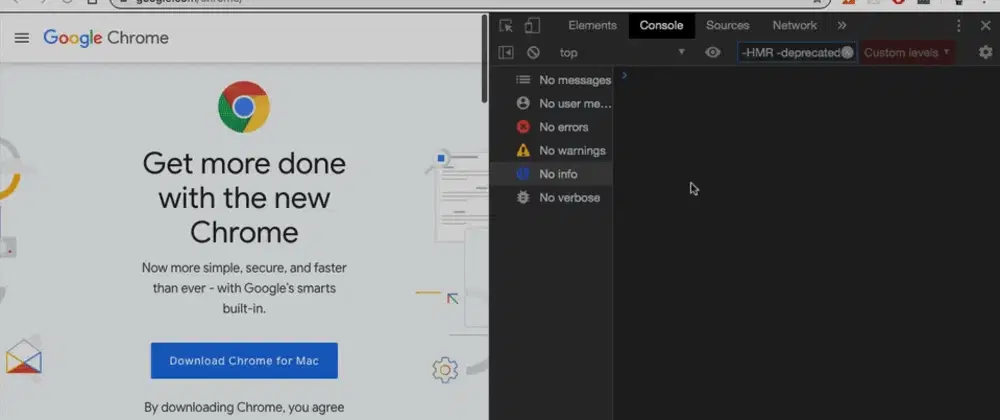 google.com/chrome/
Google Chrome
Get more done
with the new
Chrome
Now more simple, secure, and faster
than ever - with Google's smarts
built-in.
Download Chrome for Mac
By downloading Chrome, you agree
Elements
Console
Sources
Network
»
top
-HMR -deprecated
Custom levels
No messages
No user me...
No errors
No warnings
No info
No verbose